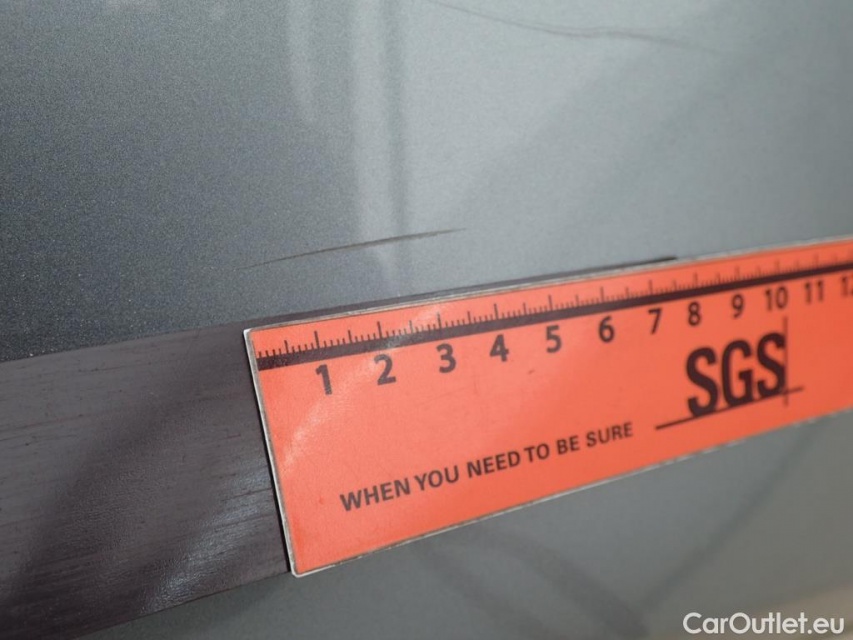 1 2 3 4 5 6 7 8 9 10 11 12
SGS
WHEN YOU NEED TO BE SURE
CarOutlet.eu